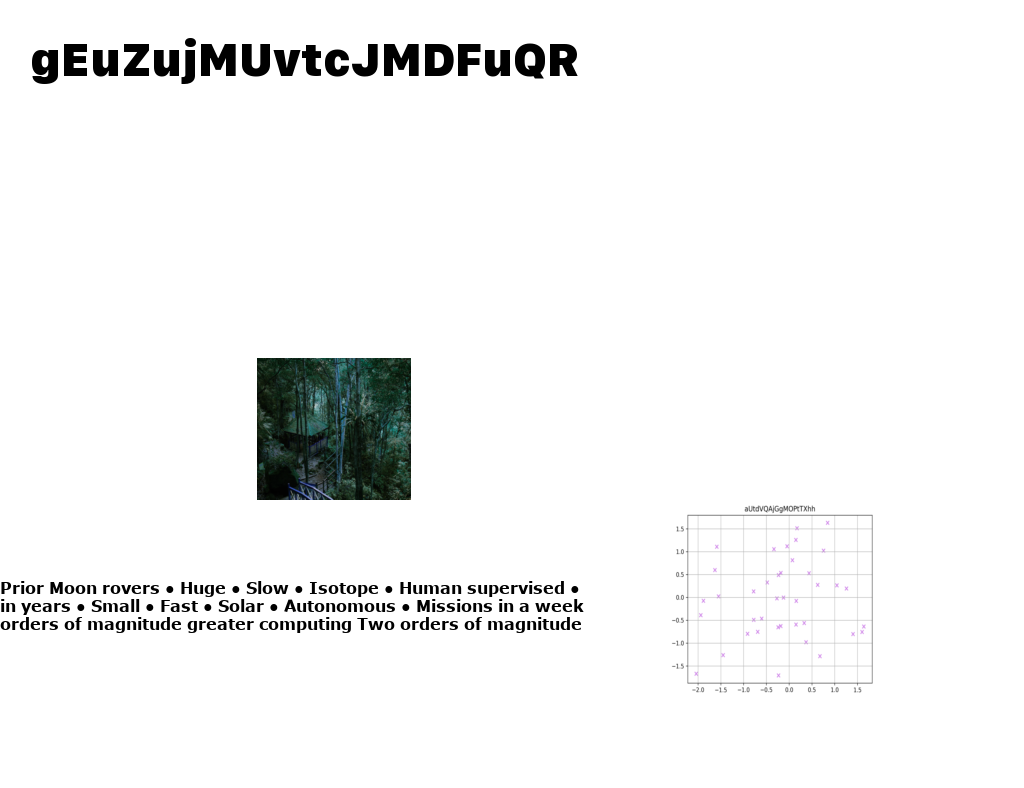 gEuZujMUvtcJMDFuQR
Prior Moon rovers • Huge • Slow • Isotope • Human supervised •
in years • Small • Fast • Solar • Autonomous • Missions in a week
orders of magnitude greater computing Two orders of magnitude
aUtdVQAjGgMOPtTXhh
1.5
1.0
0.5
0.0
−0.5
−1.0
−1.5
−2.0 −1.5 −1.0 −0.5 0.0 0.5 1.0 1.5